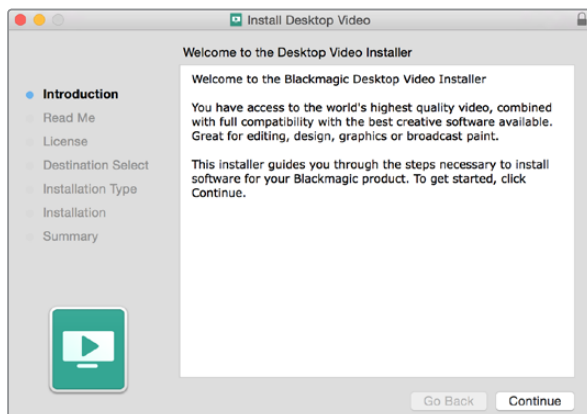 Install Desktop Video
Welcome to the Desktop Video Installer
Introduction
Read Me
License
Destination Select
Installation Type
Installation
Summary
Welcome to the Blackmagic Desktop Video Installer
You have access to the world's highest quality video, combined
with full compatibility with the best creative software available.
Great for editing, design, graphics or broadcast paint.
This installer guides you through the steps necessary to install
software for your Blackmagic product. To get started, click
Continue.
Go Back
Continue